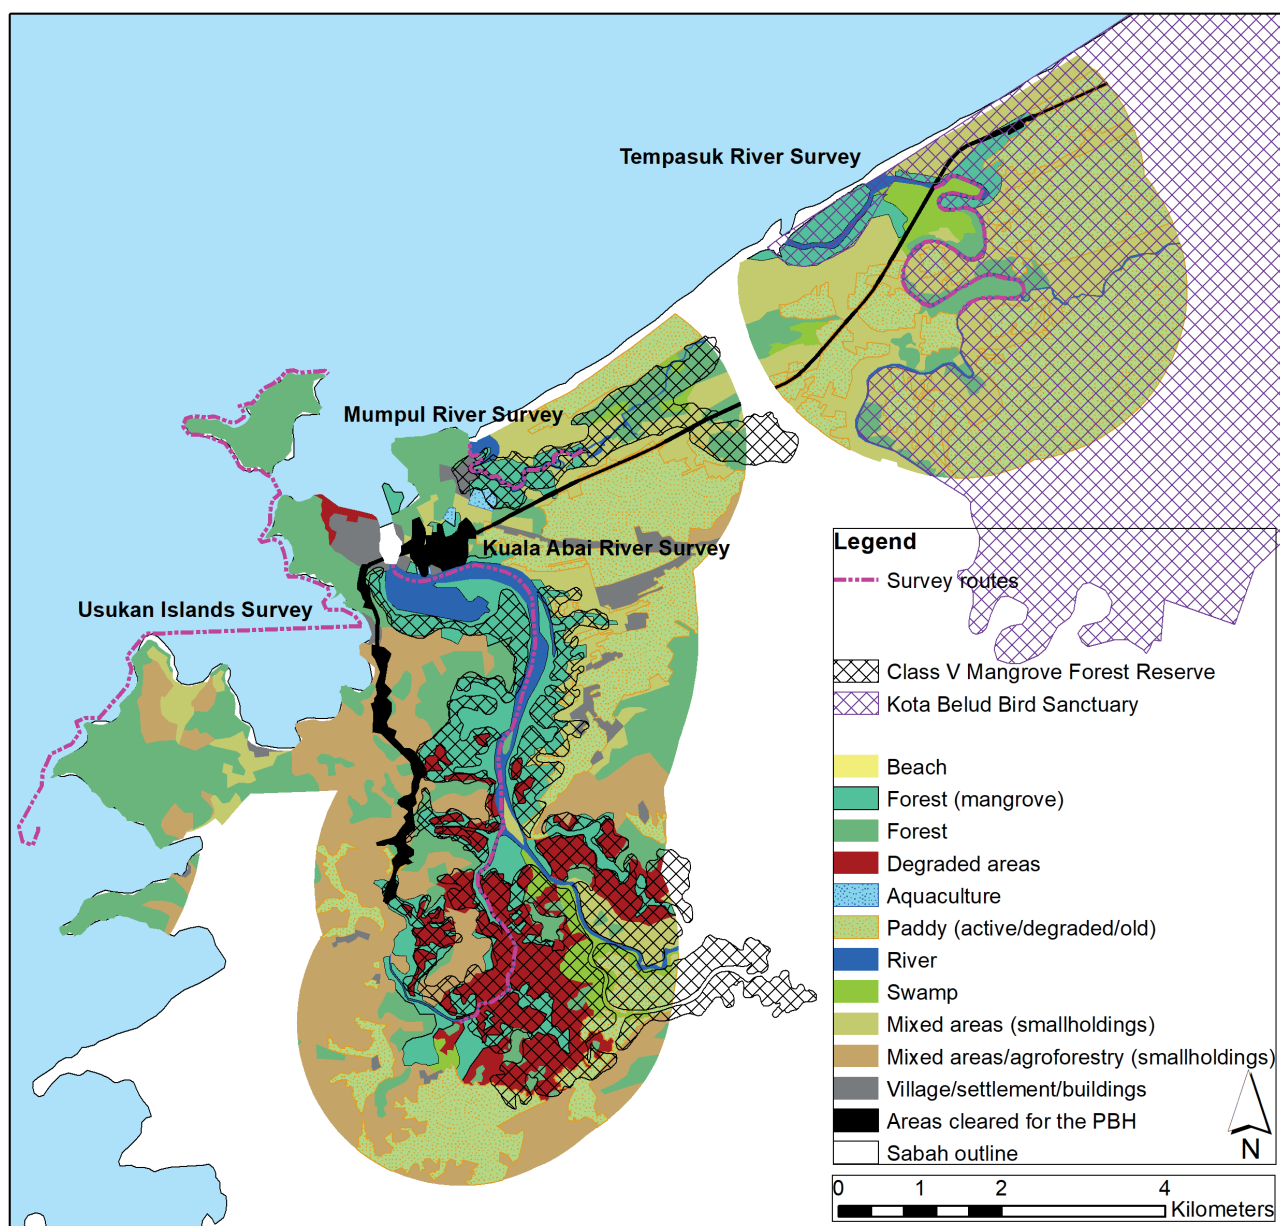 Tempasuk River Survey
Mumpul River Survey
Kuala Abai River Survey
Usukan Islands Survey
Legend
Survey routes
Class V Mangrove Forest Reserve
Kota Belud Bird Sanctuary
Beach
Forest (mangrove)
Forest
Degraded areas
Aquaculture
Paddy (active/degraded/old)
River
Swamp
Mixed areas (smallholdings)
Mixed areas/agroforestry (smallholdings)
Village/settlement/buildings
Areas cleared for the PBH
Sabah outline
N
0 1 2 4
Kilometers